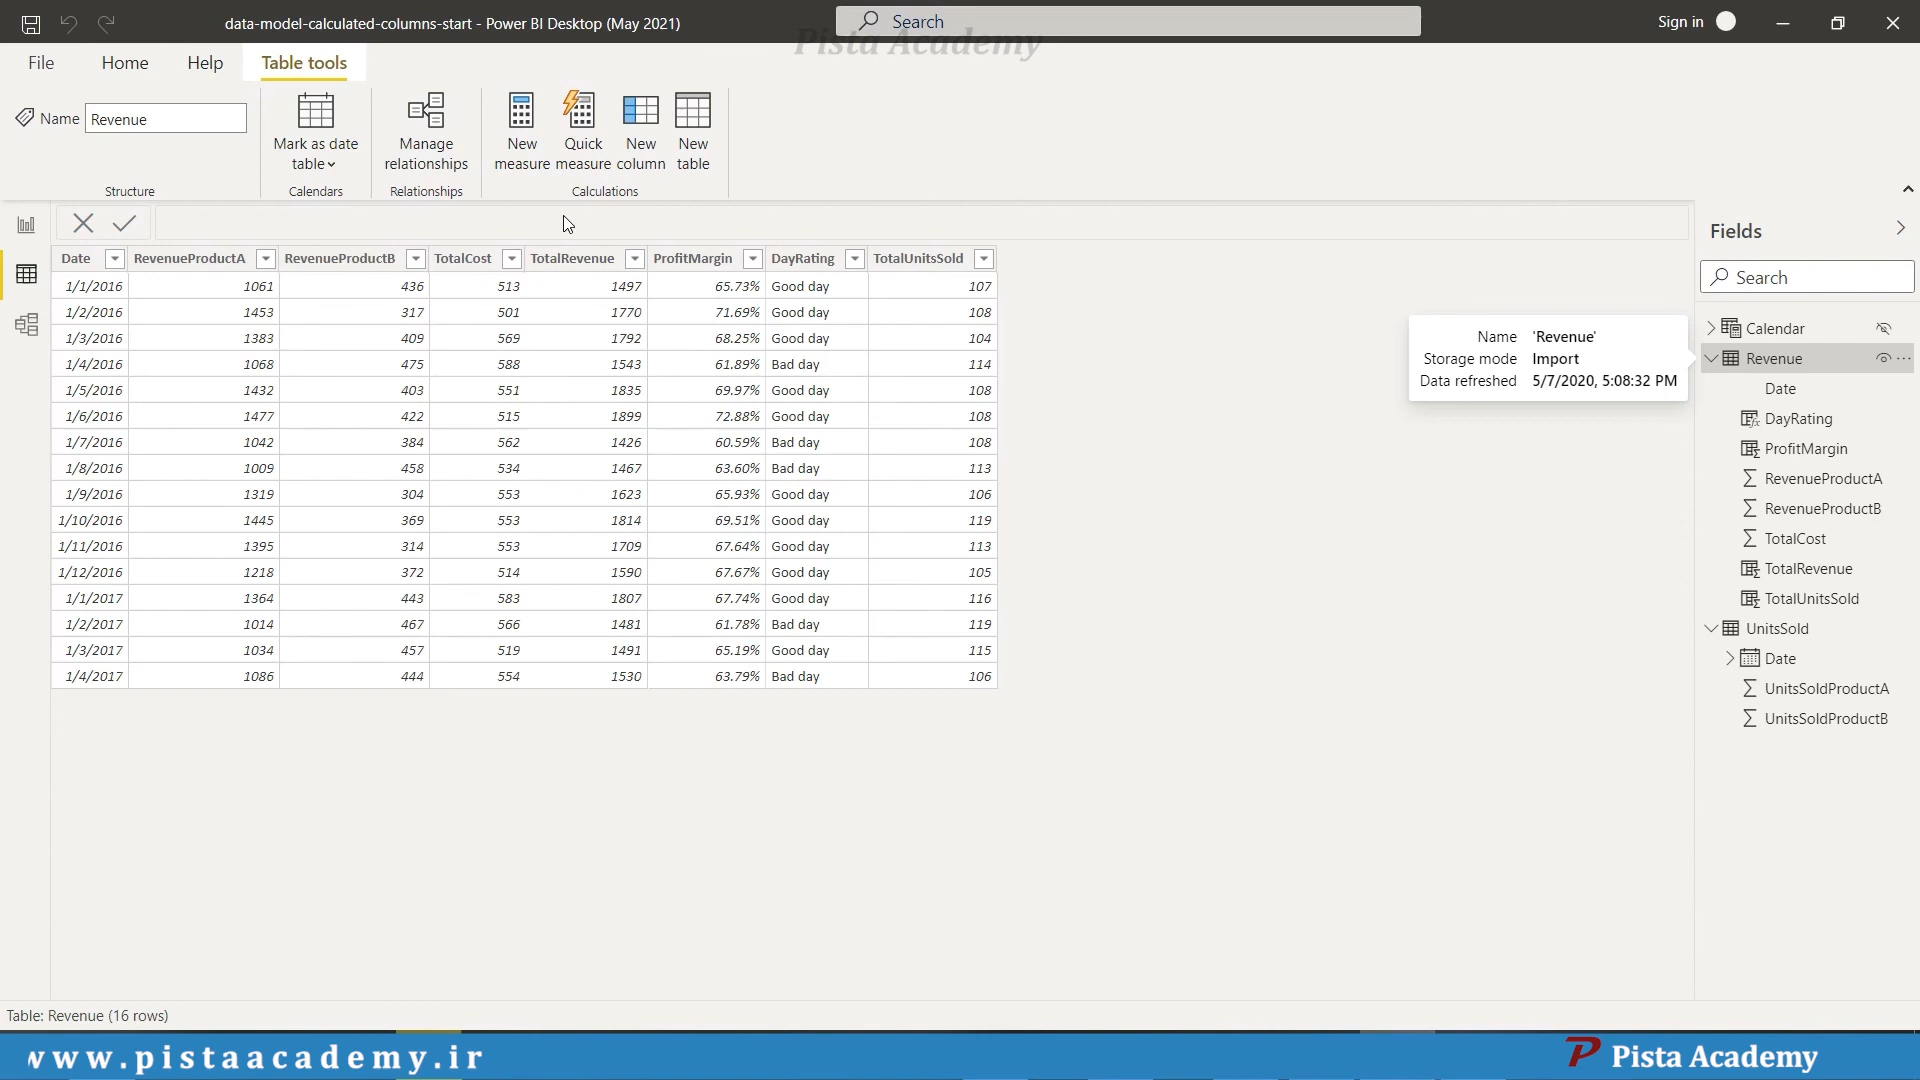 data-model-calculated-columns-start - Power BI Desktop (May 2021)
Search
Sign in
Pista Academy
File Home Help Table tools
Name Revenue
Mark as date table
Manage relationships
New measure
Quick measure
New column
New table
Structure Calendars Relationships Calculations
Date RevenueProductA RevenueProductB TotalCost TotalRevenue ProfitMargin DayRating TotalUnitsSold
1/1/2016 1061 436 513 1497 65.73% Good day 107
1/2/2016 1453 317 501 1770 71.69% Good day 108
1/3/2016 1383 409 569 1792 68.25% Good day 104
1/4/2016 1068 475 588 1543 61.89% Bad day 114
1/5/2016 1432 403 551 1835 69.97% Good day 108
1/6/2016 1477 422 515 1899 72.88% Good day 108
1/7/2016 1042 384 562 1426 60.59% Bad day 108
1/8/2016 1009 458 534 1467 63.60% Bad day 113
1/9/2016 1319 304 553 1623 65.93% Good day 106
1/10/2016 1445 369 553 1814 69.51% Good day 119
1/11/2016 1395 314 553 1709 67.64% Good day 113
1/12/2016 1218 372 514 1590 67.67% Good day 105
1/1/2017 1364 443 583 1807 67.74% Good day 116
1/2/2017 1014 467 566 1481 61.78% Bad day 119
1/3/2017 1034 457 519 1491 65.19% Good day 115
1/4/2017 1086 444 554 1530 63.79% Bad day 106
Name 'Revenue'
Storage mode Import
Data refreshed 5/7/2020, 5:08:32 PM
Fields
Search
Calendar
Revenue
Date
DayRating
ProfitMargin
RevenueProductA
RevenueProductB
TotalCost
TotalRevenue
TotalUnitsSold
UnitsSold
Date
UnitsSoldProductA
UnitsSoldProductB
Table: Revenue (16 rows)
www.pistaacademy.ir
Pista Academy